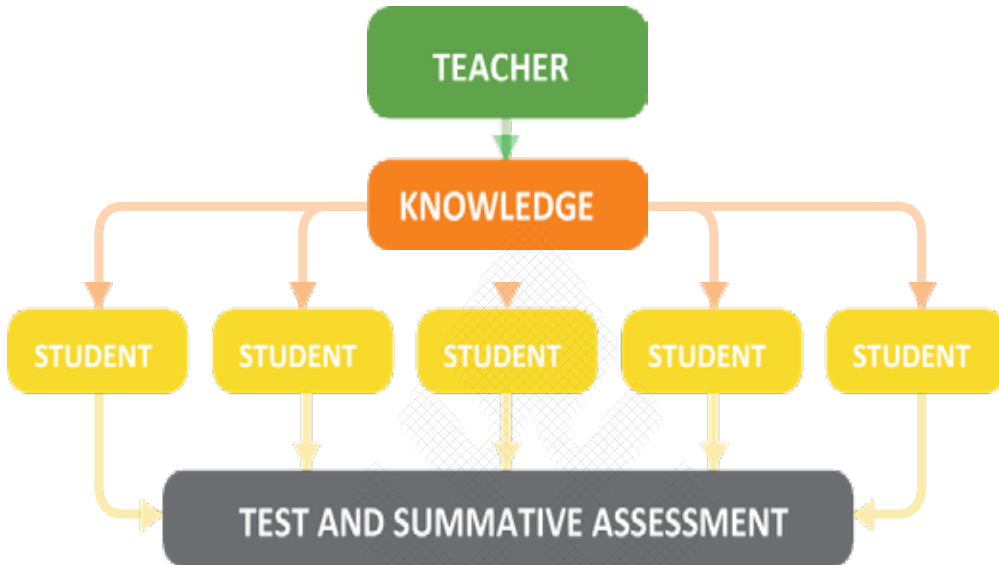 TEACHER
KNOWLEDGE
STUDENT
STUDENT
STUDENT
STUDENT
STUDENT
TEST AND SUMMATIVE ASSESSMENT